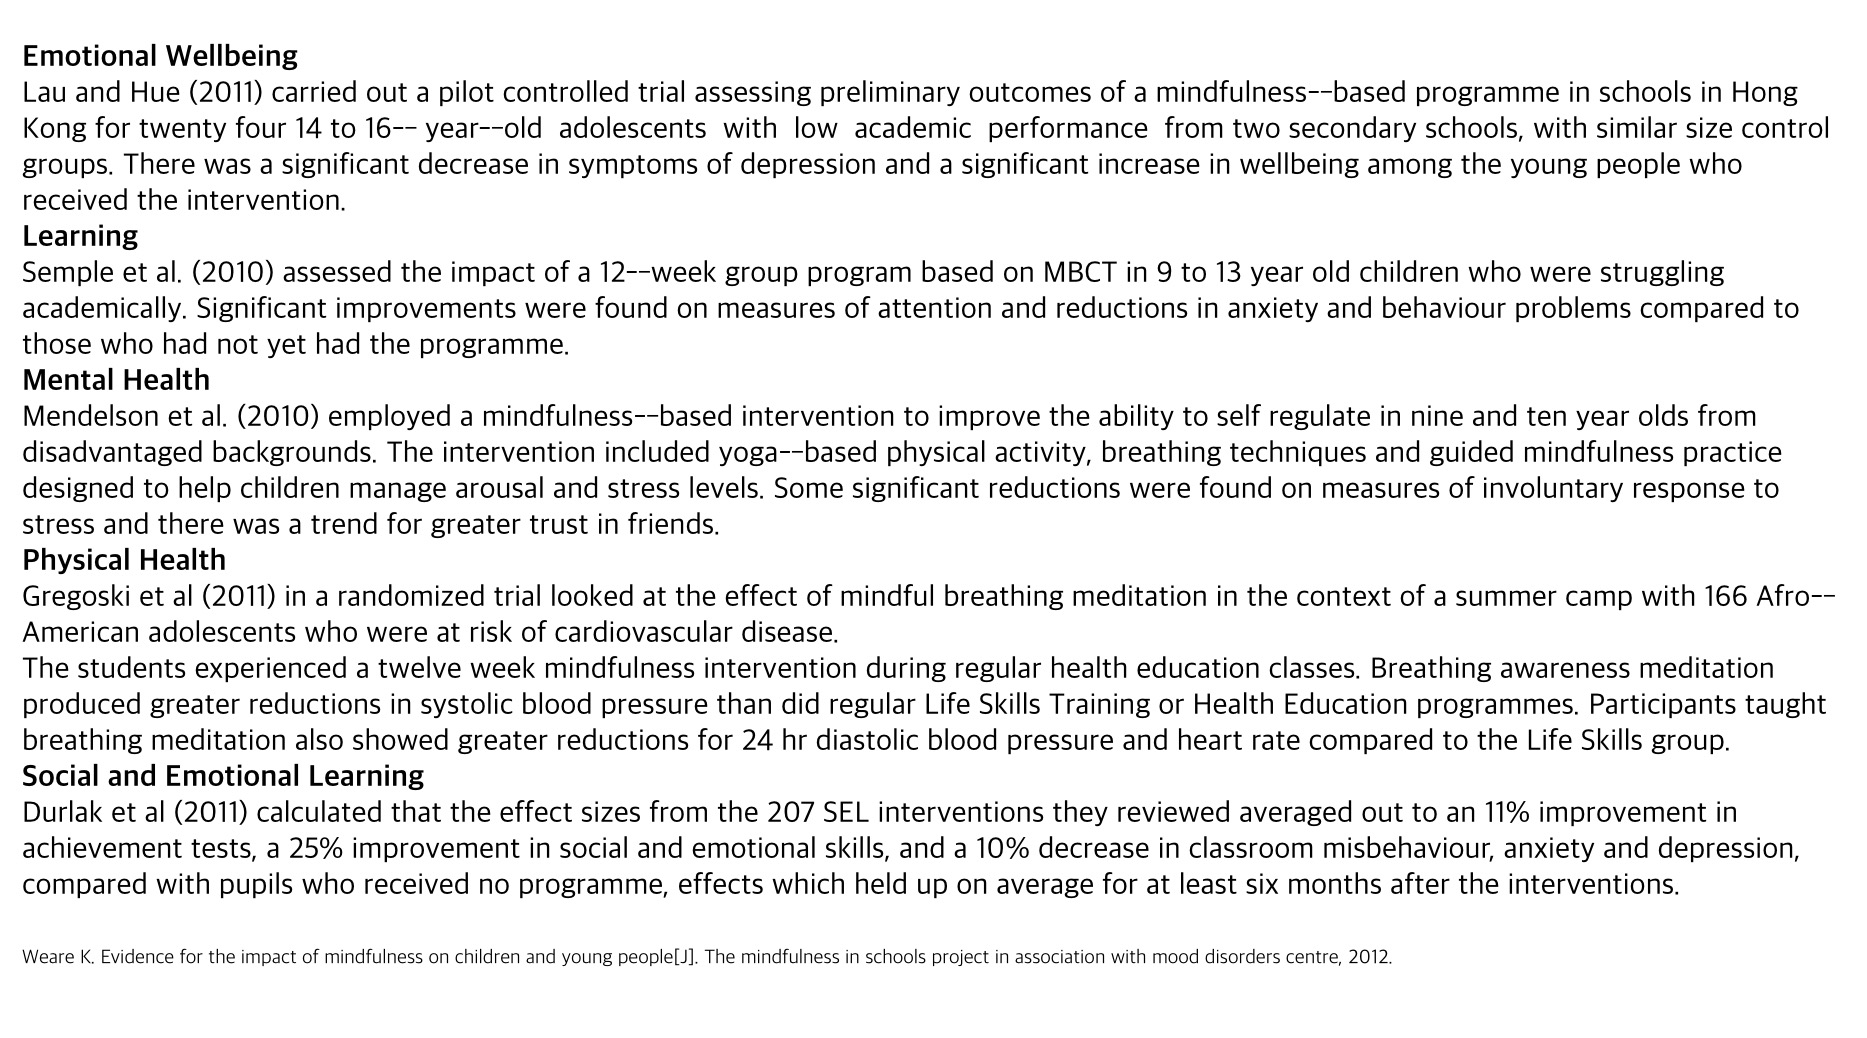 Emotional Wellbeing
Lau and Hue (2011) carried out a pilot controlled trial assessing preliminary outcomes of a mindfulness--based programme in schools in Hong
Kong for twenty four 14 to 16-- year--old  adolescents  with  low  academic  performance  from two secondary schools, with similar size control
groups. There was a significant decrease in symptoms of depression and a significant increase in wellbeing among the young people who
received the intervention.
Learning
Semple et al. (2010) assessed the impact of a 12--week group program based on MBCT in 9 to 13 year old children who were struggling
academically. Significant improvements were found on measures of attention and reductions in anxiety and behaviour problems compared to
those who had not yet had the programme.
Mental Health
Mendelson et al. (2010) employed a mindfulness--based intervention to improve the ability to self regulate in nine and ten year olds from
disadvantaged backgrounds. The intervention included yoga--based physical activity, breathing techniques and guided mindfulness practice
designed to help children manage arousal and stress levels. Some significant reductions were found on measures of involuntary response to
stress and there was a trend for greater trust in friends.
Physical Health
Gregoski et al (2011) in a randomized trial looked at the effect of mindful breathing meditation in the context of a summer camp with 166 Afro--
American adolescents who were at risk of cardiovascular disease.
The students experienced a twelve week mindfulness intervention during regular health education classes. Breathing awareness meditation
produced greater reductions in systolic blood pressure than did regular Life Skills Training or Health Education programmes. Participants taught
breathing meditation also showed greater reductions for 24 hr diastolic blood pressure and heart rate compared to the Life Skills group.
Social and Emotional Learning
Durlak et al (2011) calculated that the effect sizes from the 207 SEL interventions they reviewed averaged out to an 11% improvement in
achievement tests, a 25% improvement in social and emotional skills, and a 10% decrease in classroom misbehaviour, anxiety and depression,
compared with pupils who received no programme, effects which held up on average for at least six months after the interventions.
Weare K. Evidence for the impact of mindfulness on children and young people[J]. The mindfulness in schools project in association with mood disorders centre, 2012.